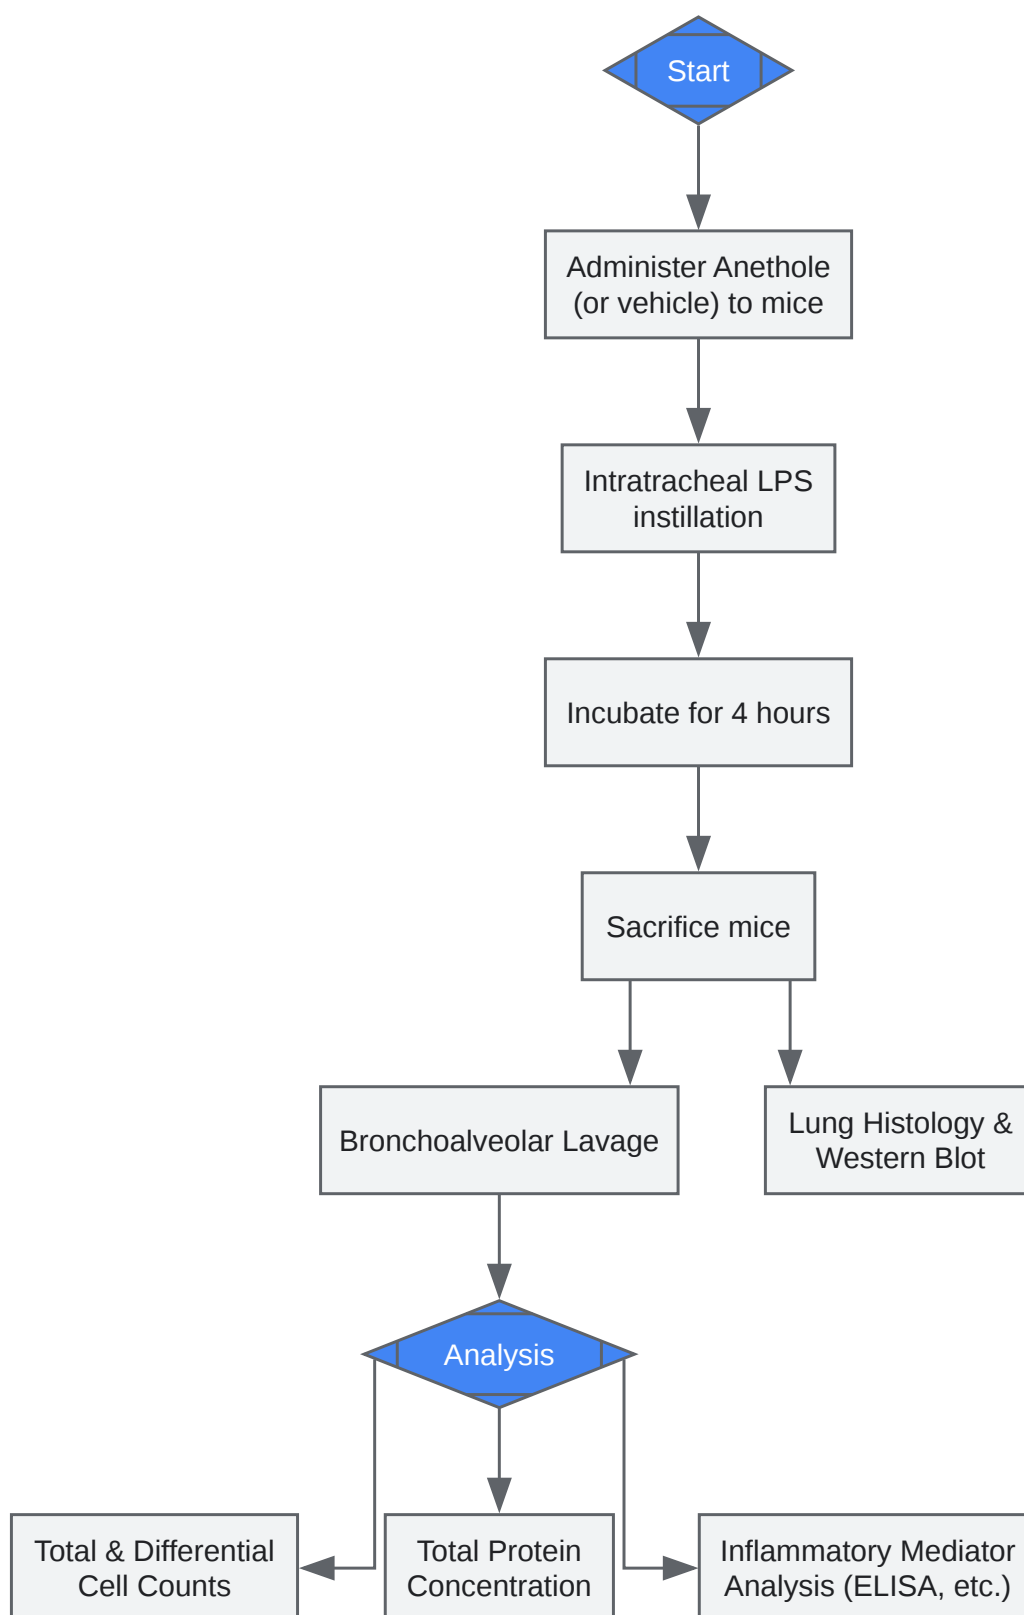 Start
Administer Anethole
(or vehicle) to mice
Intratracheal LPS
instillation
Incubate for 4 hours
Sacrifice mice
Bronchoalveolar Lavage
Lung Histology &
Western Blot
Analysis
Total & Differential
Cell Counts
Total Protein
Concentration
Inflammatory Mediator
Analysis (ELISA, etc.)